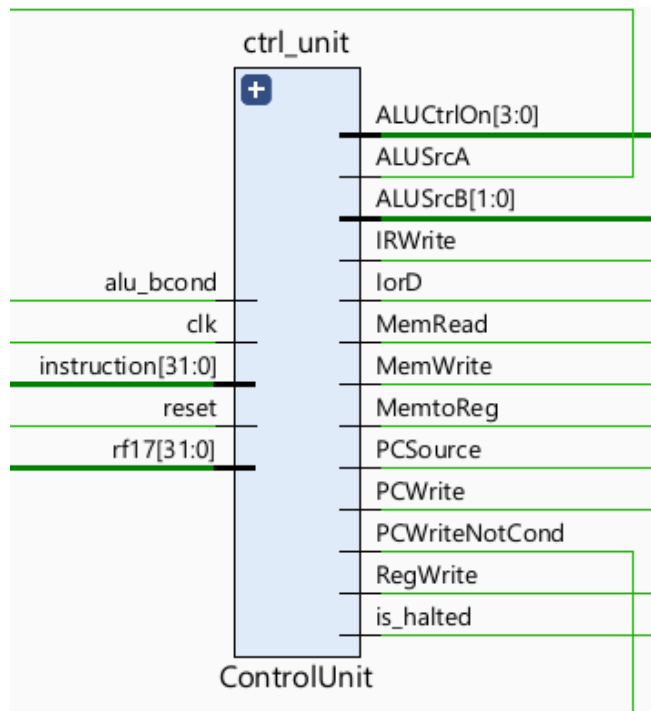 ctrl_unit
ALUCtrlOn[3:0]
ALUSrcA
ALUSrcB[1:0]
IRWrite
alu_bcond
IorD
clk
MemRead
instruction[31:0]
MemWrite
reset
MemtoReg
rf17[31:0]
PCSource
PCWrite
PCWriteNotCond
RegWrite
is_halted
ControlUnit